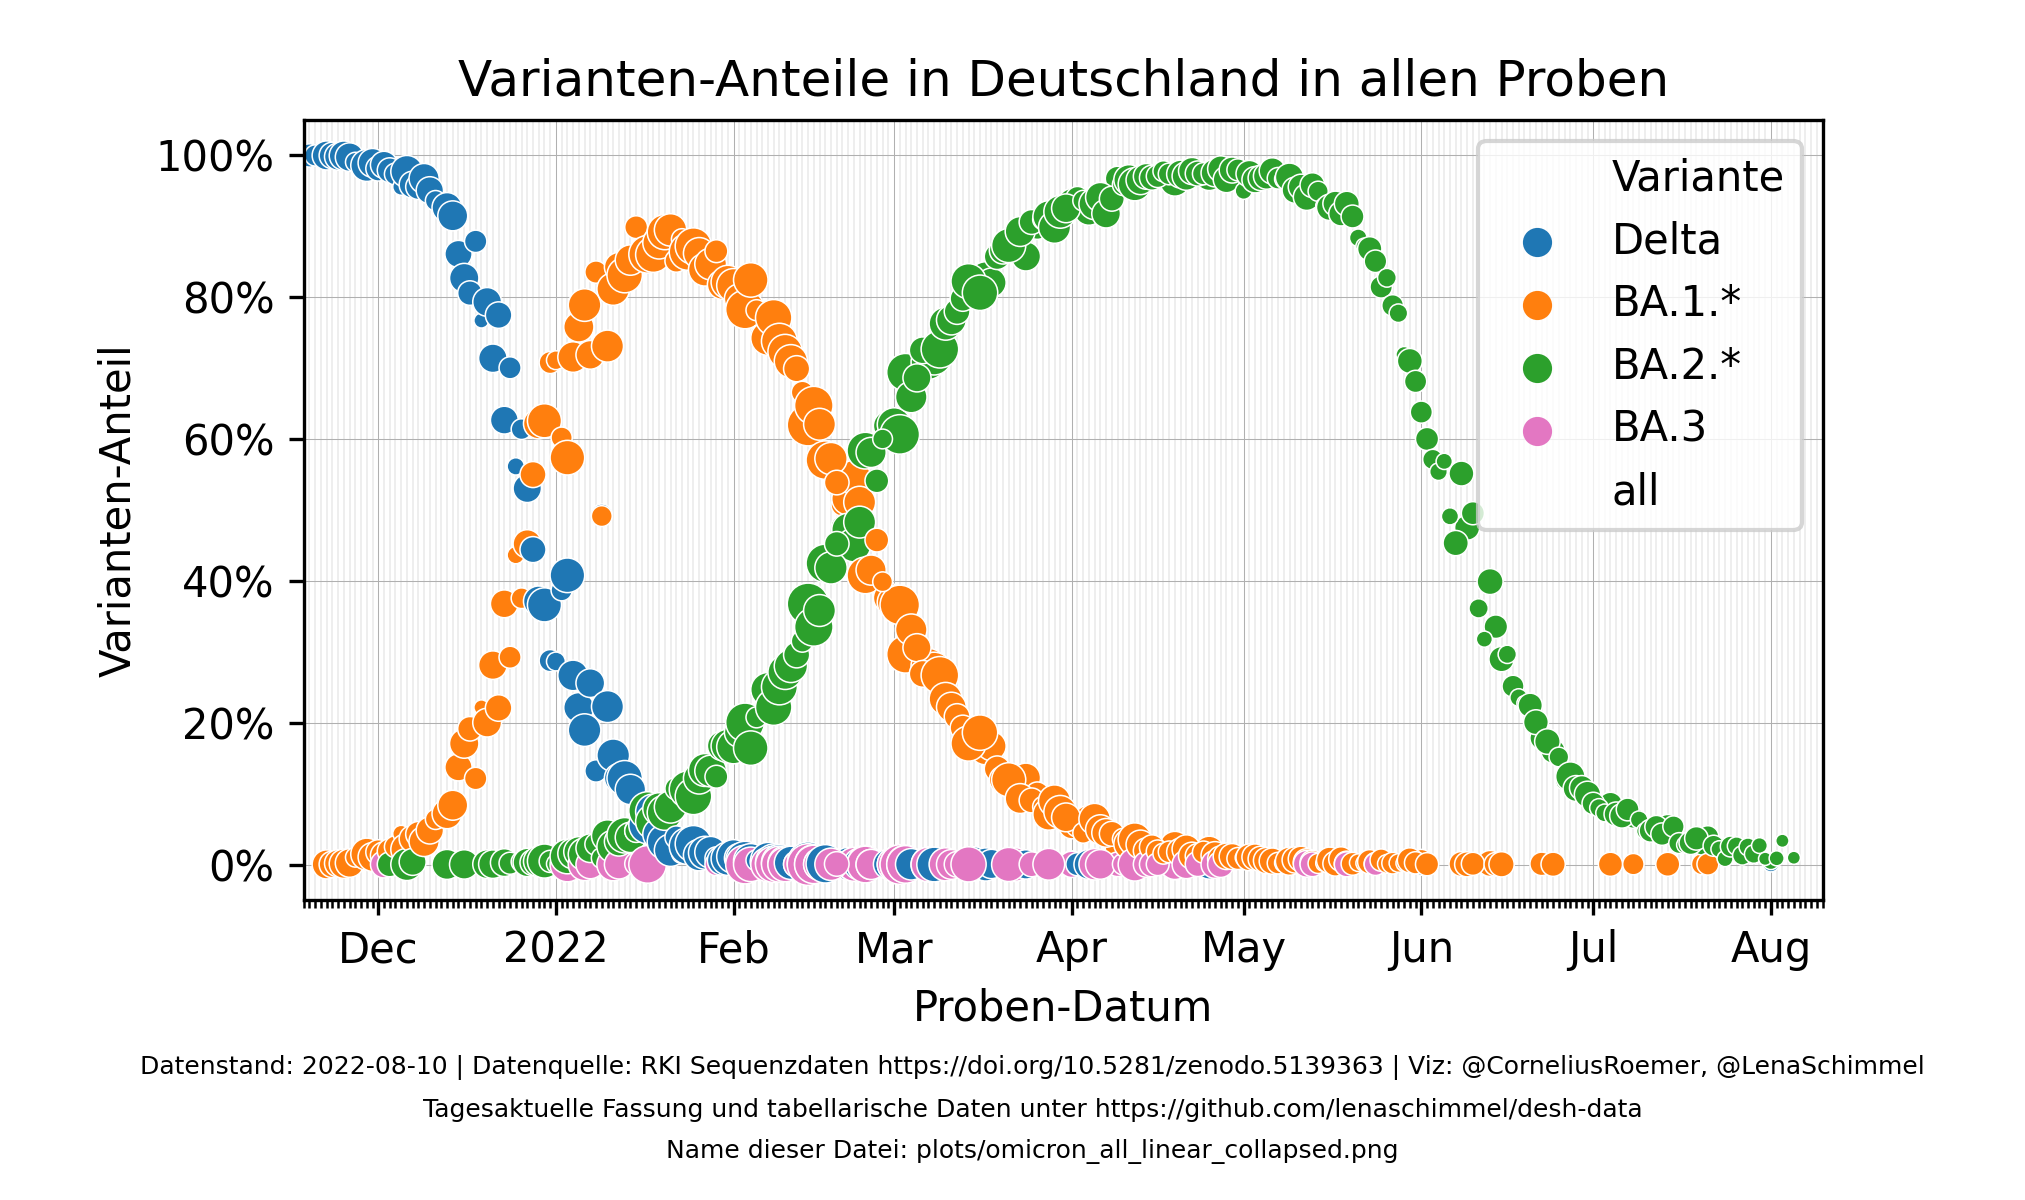 Varianten-Anteile in Deutschland in allen Proben
Varianten-Anteil
100%
80%
60%
40%
20%
0%
Variante
Delta
BA.1.*
BA.2.*
BA.3
all
Dec 2022 Feb Mar Apr May Jun Jul Aug
Proben-Datum
Datenstand: 2022-08-10 | Datenquelle: RKI Sequenzdaten https://doi.org/10.5281/zenodo.5139363 | Viz: @CorneliusRoemer, @LenaSchimmel
Tagesaktuelle Fassung und tabellarische Daten unter https://github.com/lenaschimmel/desh-data
Name dieser Datei: plots/omicron_all_linear_collapsed.png